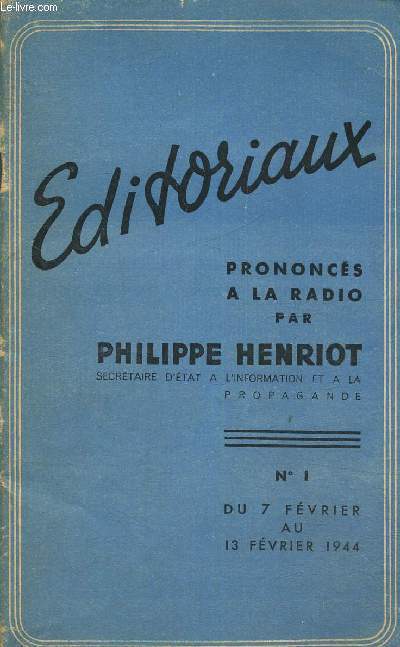 © Le-livre.com
Editoriaux
PRONONCÉS
A LA RADIO
PAR
PHILIPPE HENRIOT
SECRÉTAIRE D'ÉTAT A L'INFORMATION ET A LA
PROPAGANDE
N° 1
DU 7 FÉVRIER
AU
13 FÉVRIER 1944